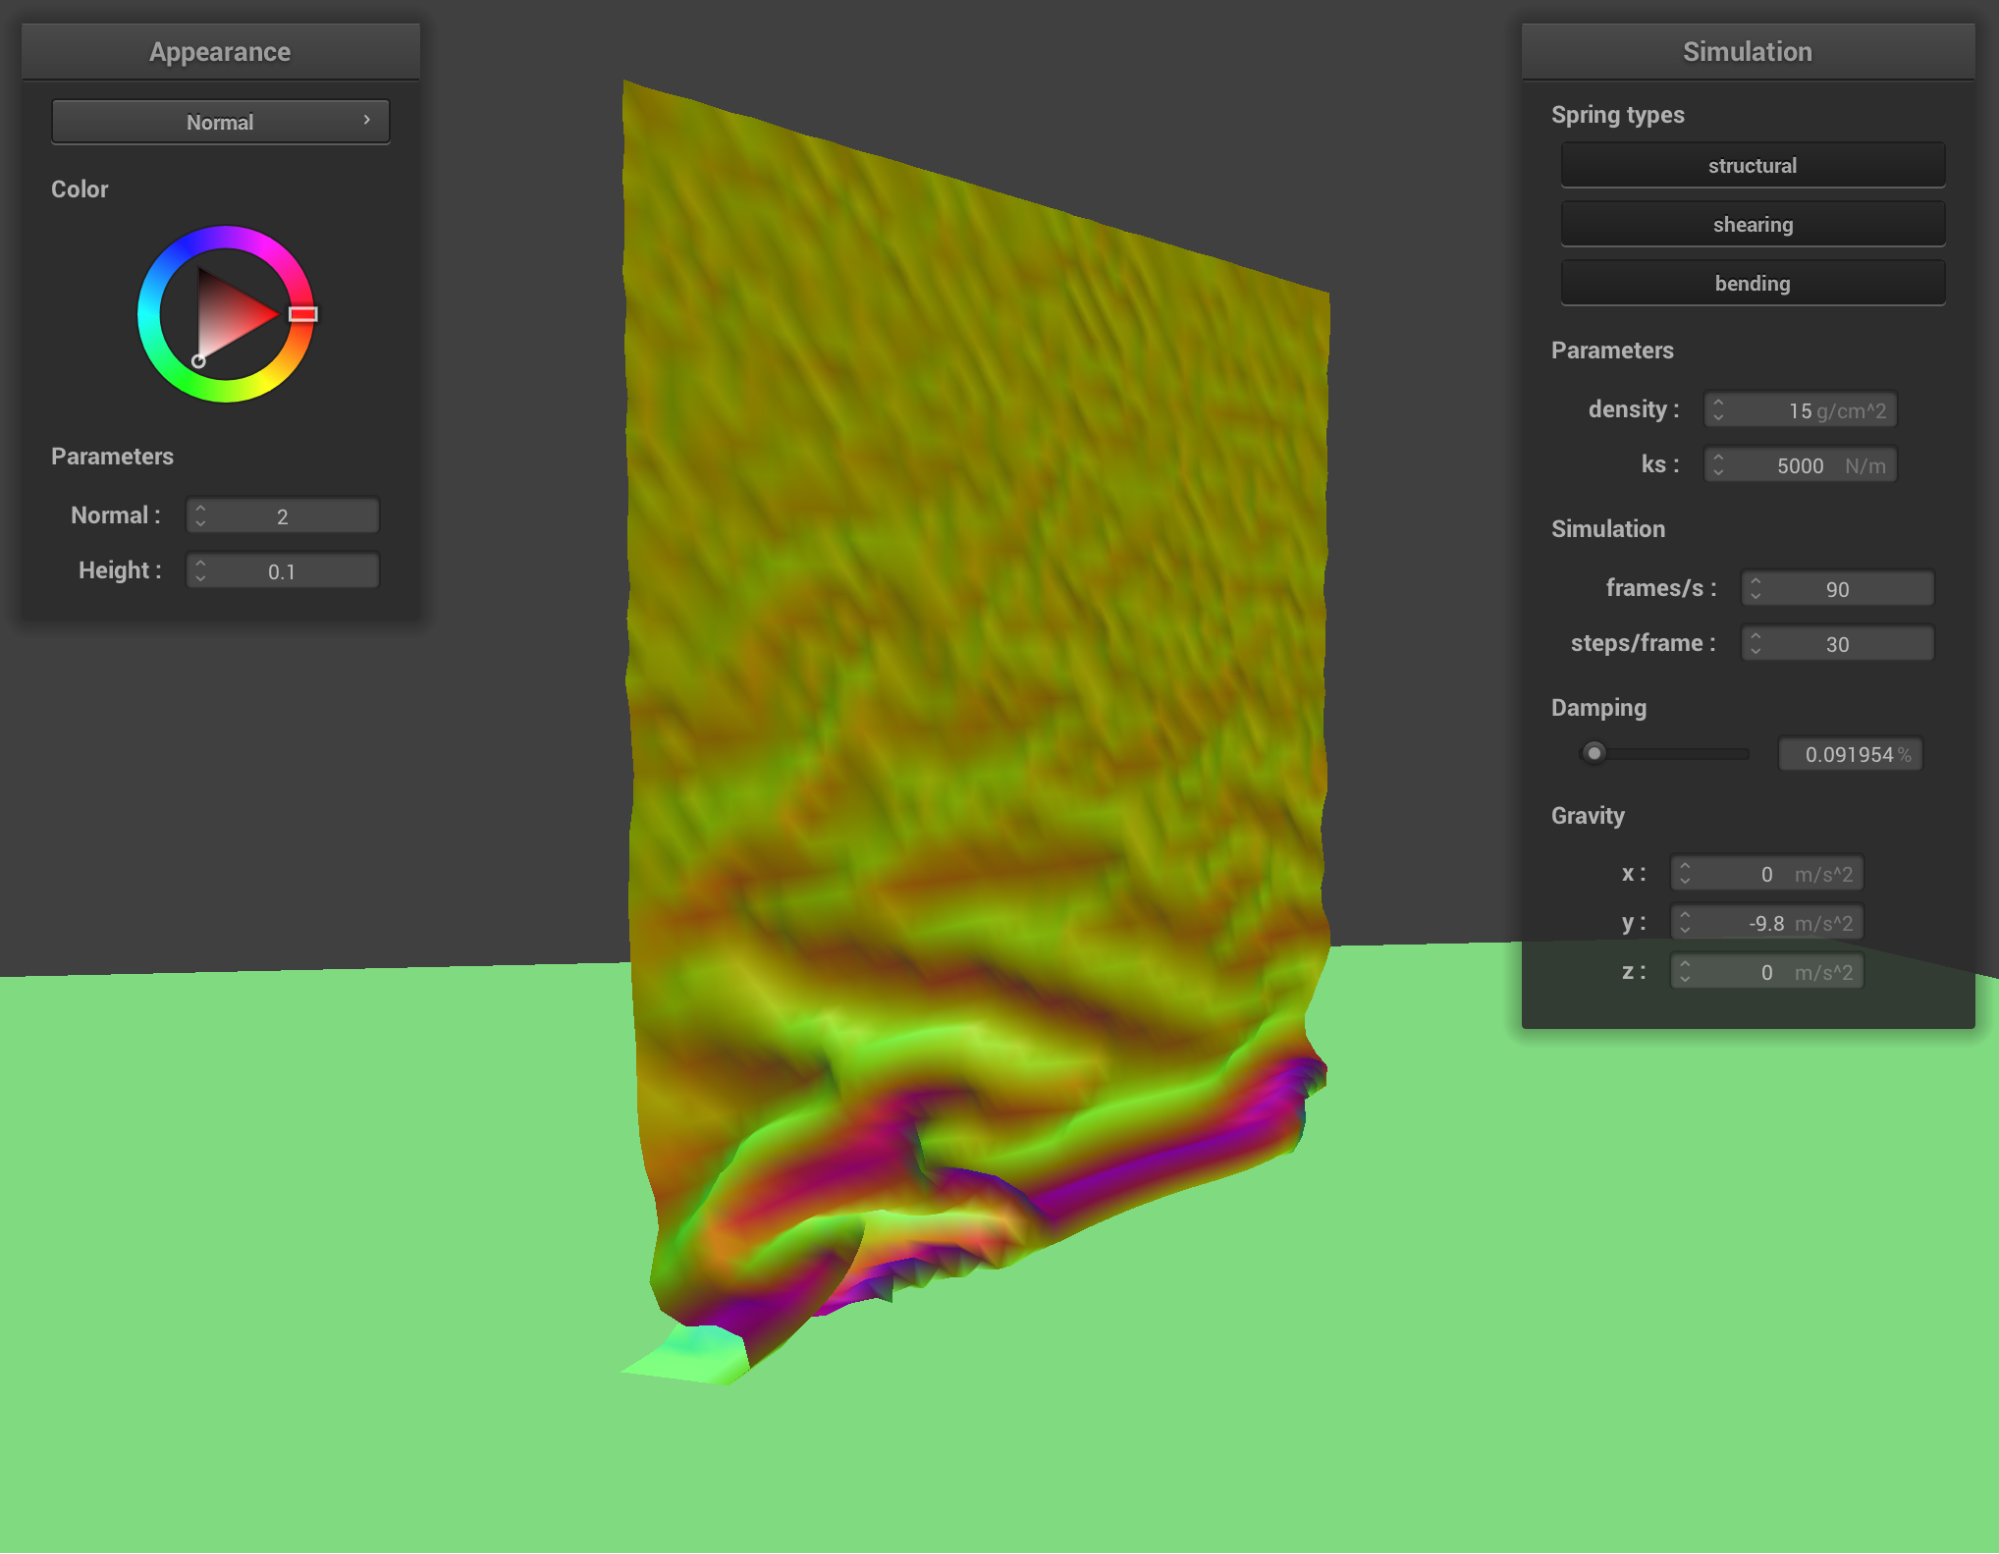 Appearance
Normal
Color
Parameters
Normal : 2
Height : 0.1
Simulation
Spring types
structural
shearing
bending
Parameters
density : 15 g/cm^2
ks : 5000 N/m
Simulation
frames/s : 90
steps/frame : 30
Damping
0.091954 %
Gravity
x : 0 m/s^2
y : -9.8 m/s^2
z : 0 m/s^2